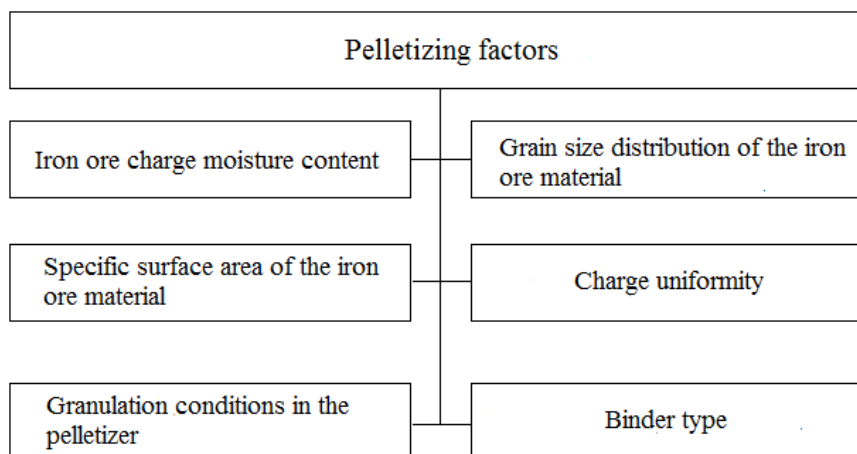 Pelletizing factors
Iron ore charge moisture content
Grain size distribution of the iron
ore material
Specific surface area of the iron
ore material
Charge uniformity
Granulation conditions in the
pelletizer
Binder type